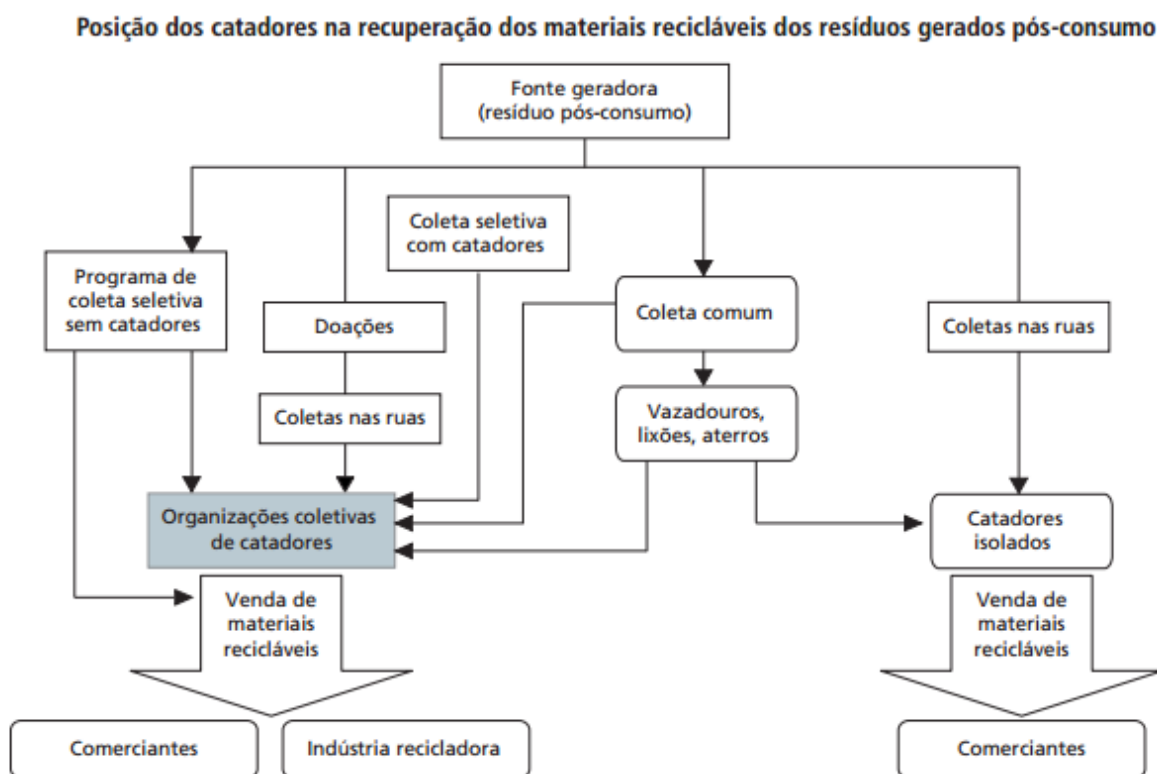 Posição dos catadores na recuperação dos materiais recicláveis dos resíduos gerados pós-consumo
Fonte geradora
(resíduo pós-consumo)
Coleta seletiva
com catadores
Programa de
coleta seletiva
sem catadores
Doações
Coleta comum
Coletas nas ruas
Coletas nas ruas
Vazadouros,
lixões, aterros
Organizações coletivas
de catadores
Catadores
isolados
Venda de
materiais
recicláveis
Venda de
materiais
recicláveis
Comerciantes
Indústria recicladora
Comerciantes